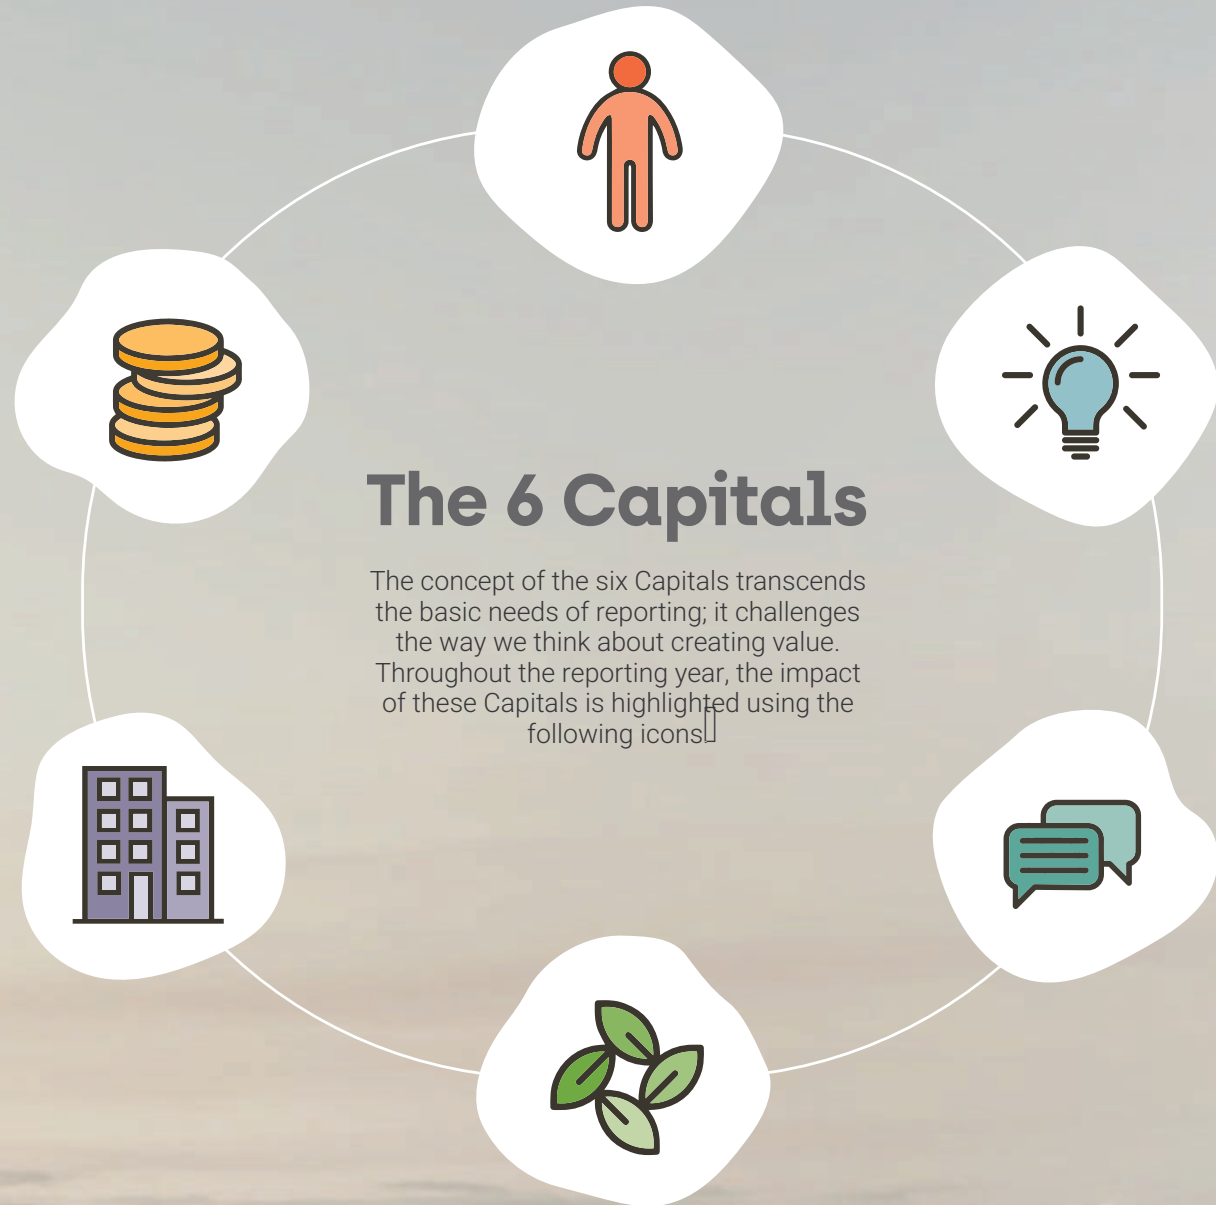 The 6 Capitals
The concept of the six Capitals transcends
the basic needs of reporting; it challenges
the way we think about creating value.
Throughout the reporting year, the impact
of these Capitals is highlighted using the
following icons.